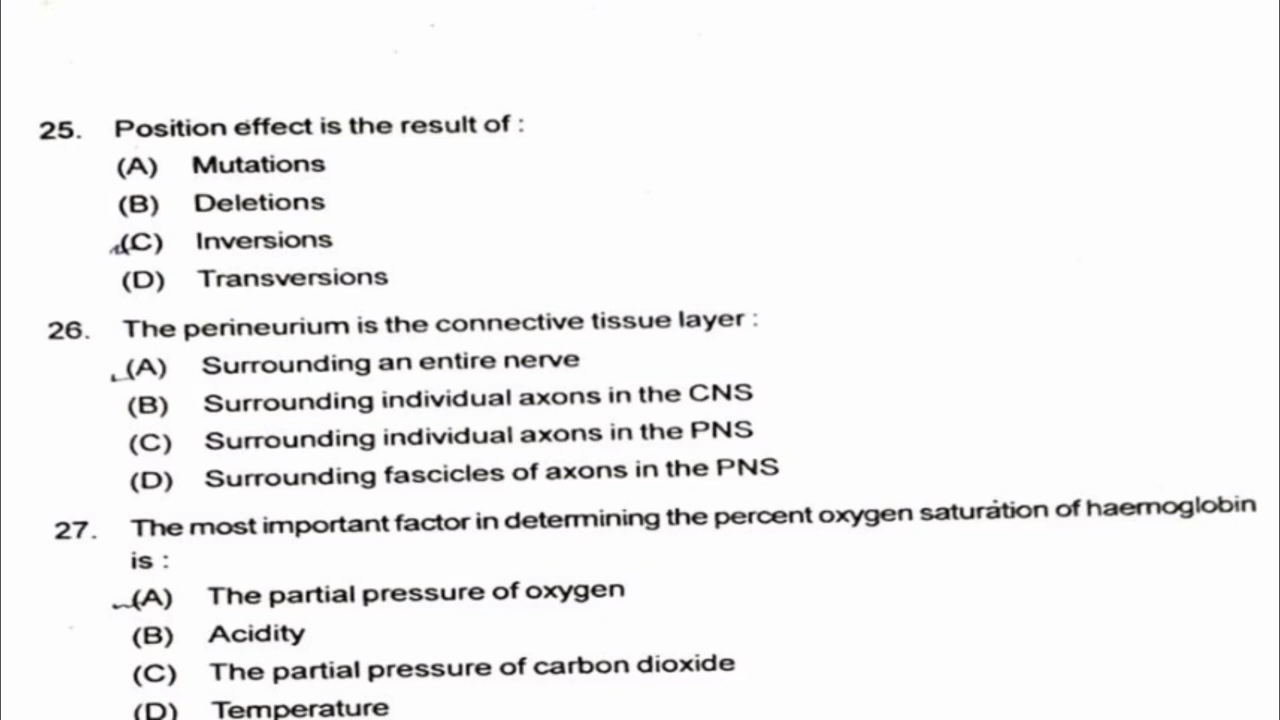 25. Position effect is the result of :
(A) Mutations
(B) Deletions
(C) Inversions
(D) Transversions
26. The perineurium is the connective tissue layer :
(A) Surrounding an entire nerve
(B) Surrounding individual axons in the CNS
(C) Surrounding individual axons in the PNS
(D) Surrounding fascicles of axons in the PNS
27. The most important factor in determining the percent oxygen saturation of haemoglobin
is :
(A) The partial pressure of oxygen
(B) Acidity
(C) The partial pressure of carbon dioxide
(D) Temperature